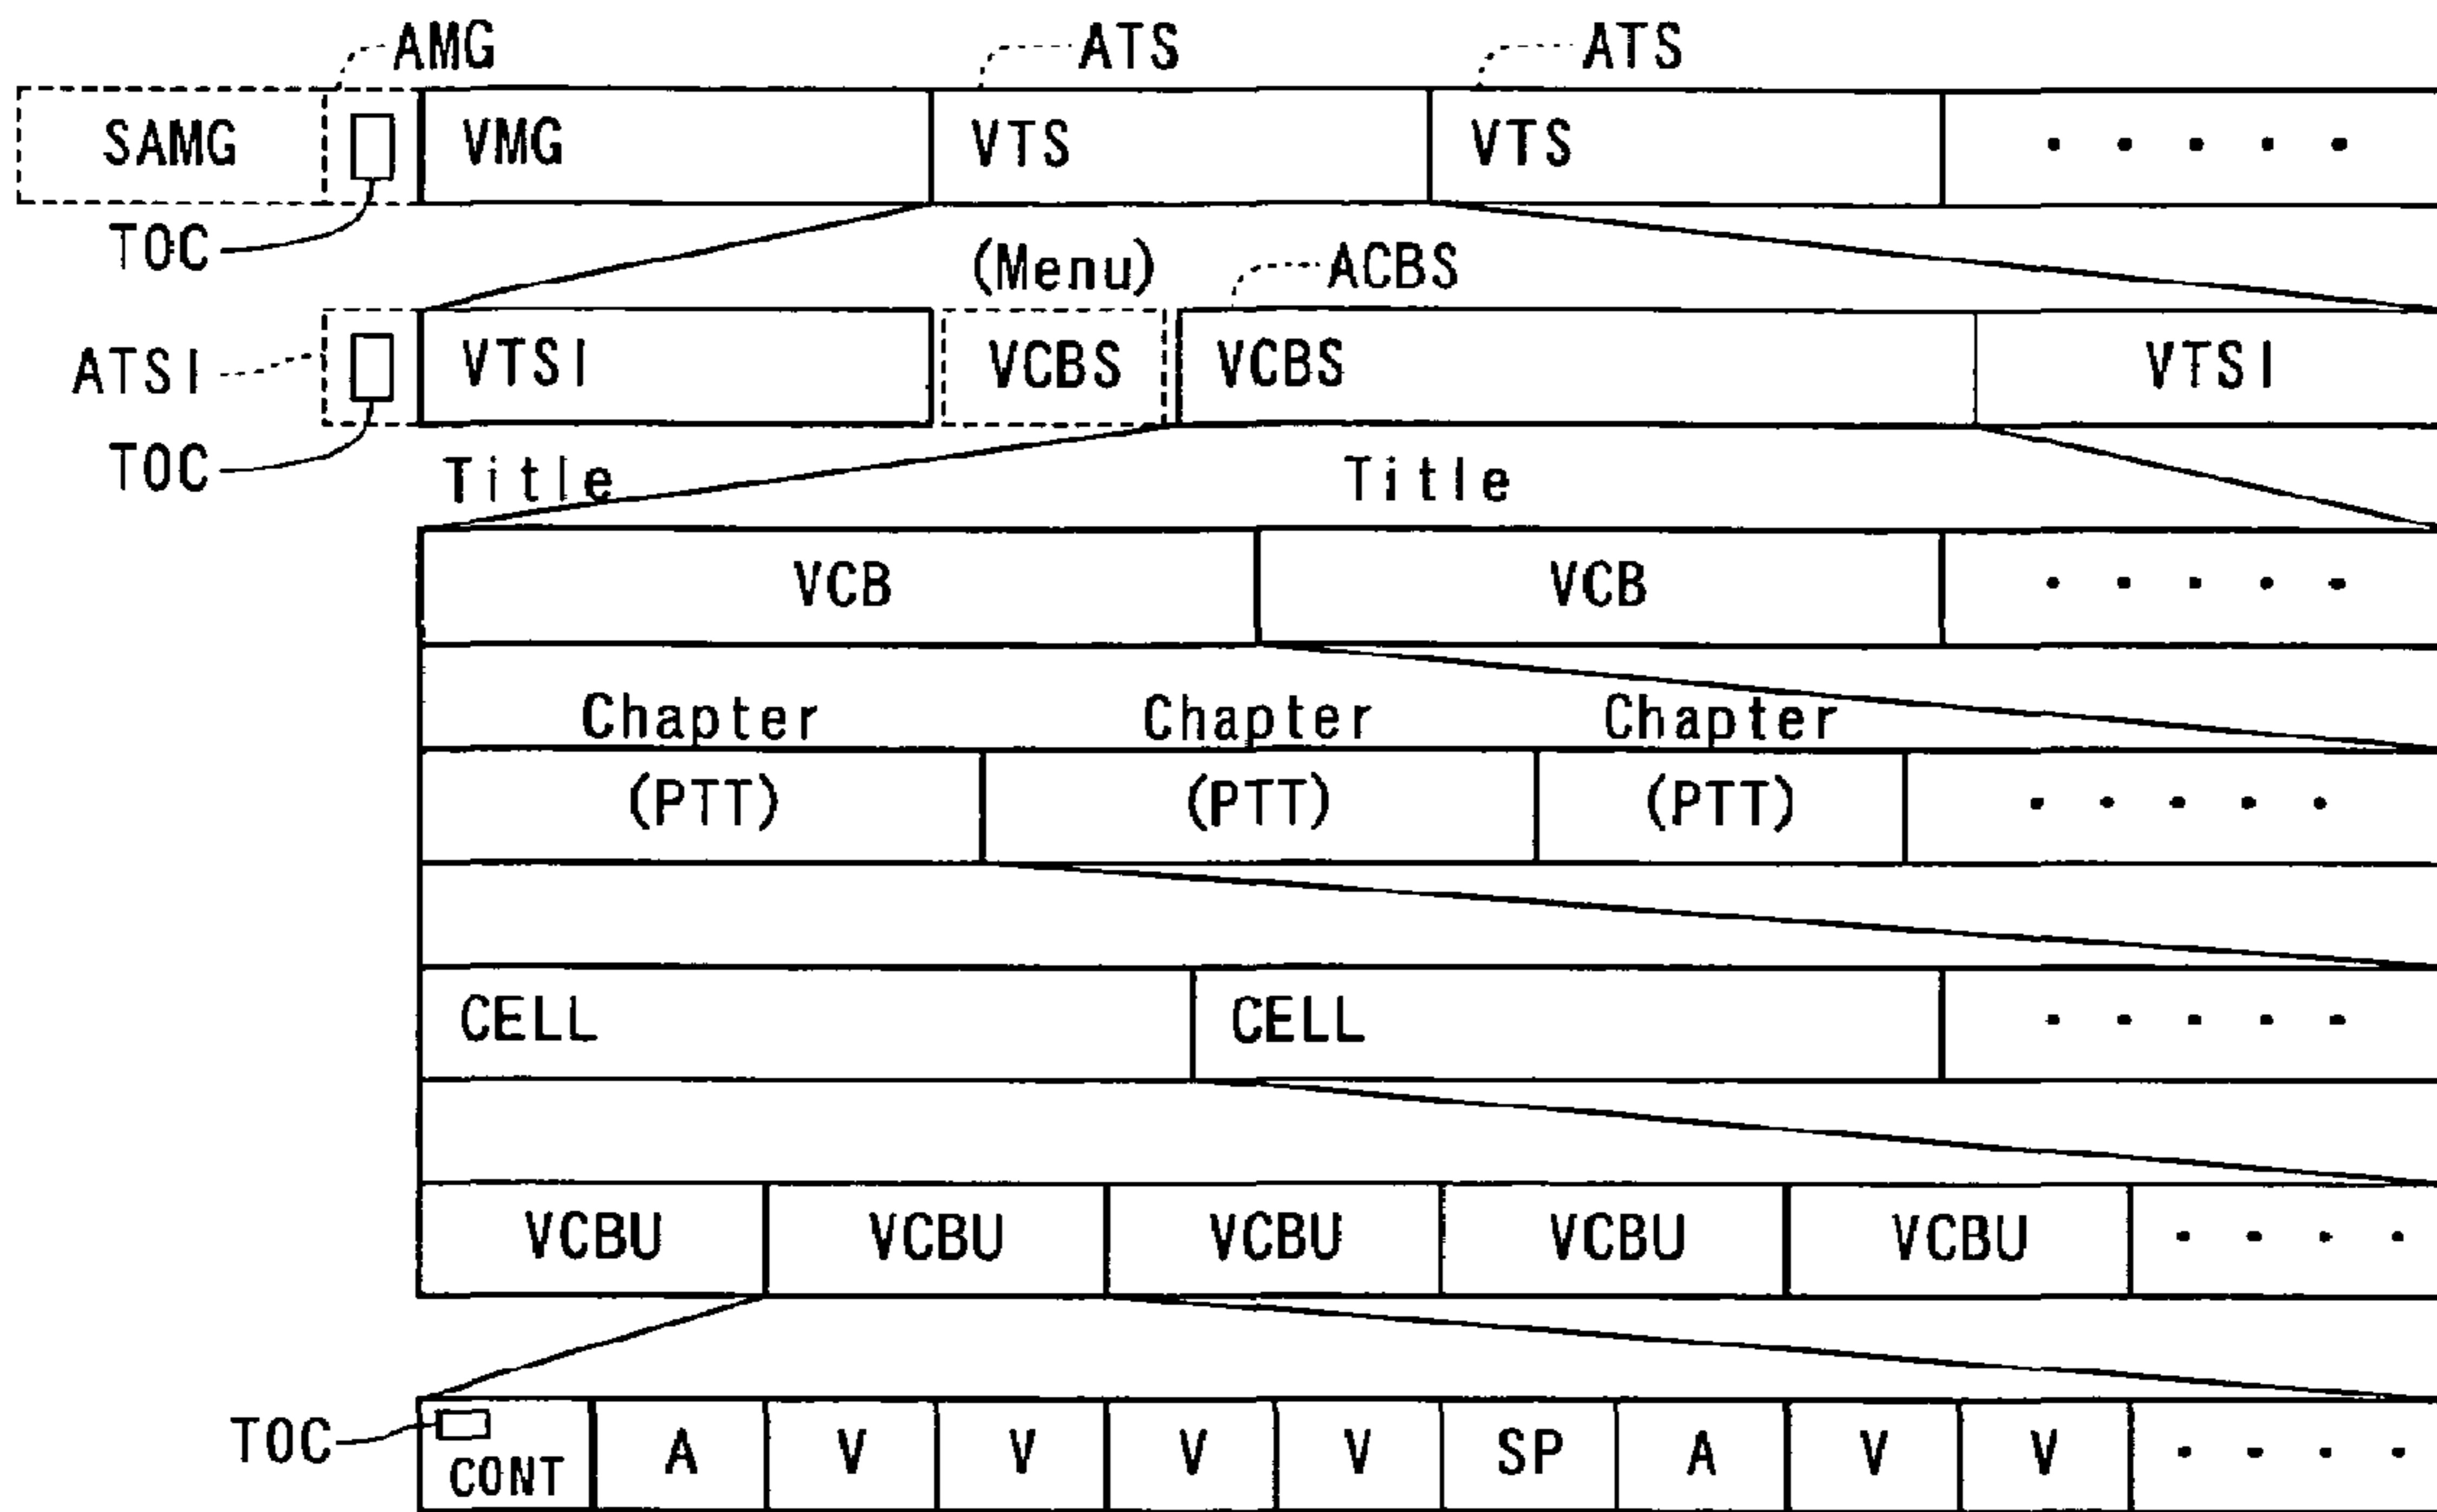 AMG ATS ATS
SAMG VMG VTS VTS • • • • •
TOC
(Menu) ACBS
ATSI VTSI VCBS VCBS VTSI
TOC
Title Title
VCB VCB • • • • •
Chapter Chapter Chapter
(PTT) (PTT) (PTT) • • • • •
CELL CELL • • • • •
VCBU VCBU VCBU VCBU VCBU • • • •
TOC CONT A V V V V SP A V V • • • •